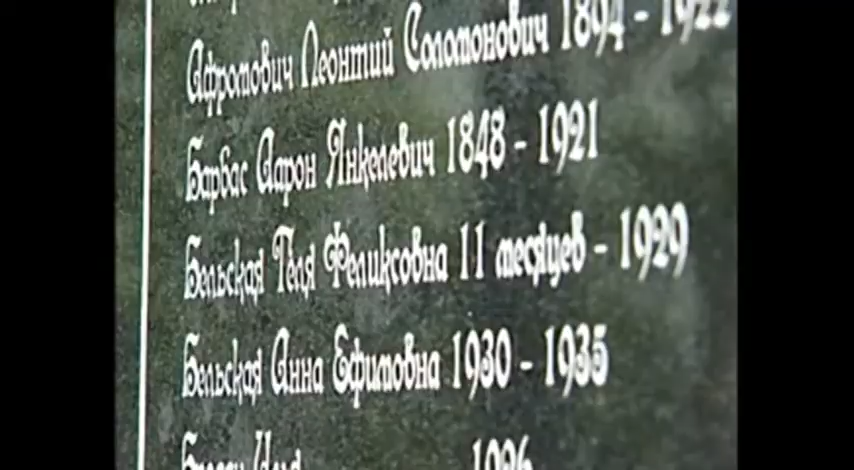 Афромович Леонтий Соломонович 1894 - 1922
Барбас Аарон Янкелевич 1848 - 1921
Бельская Геля Феликсовна 11 месяцев - 1929
Бельская Анна Ефимовна 1930 - 1935
1926